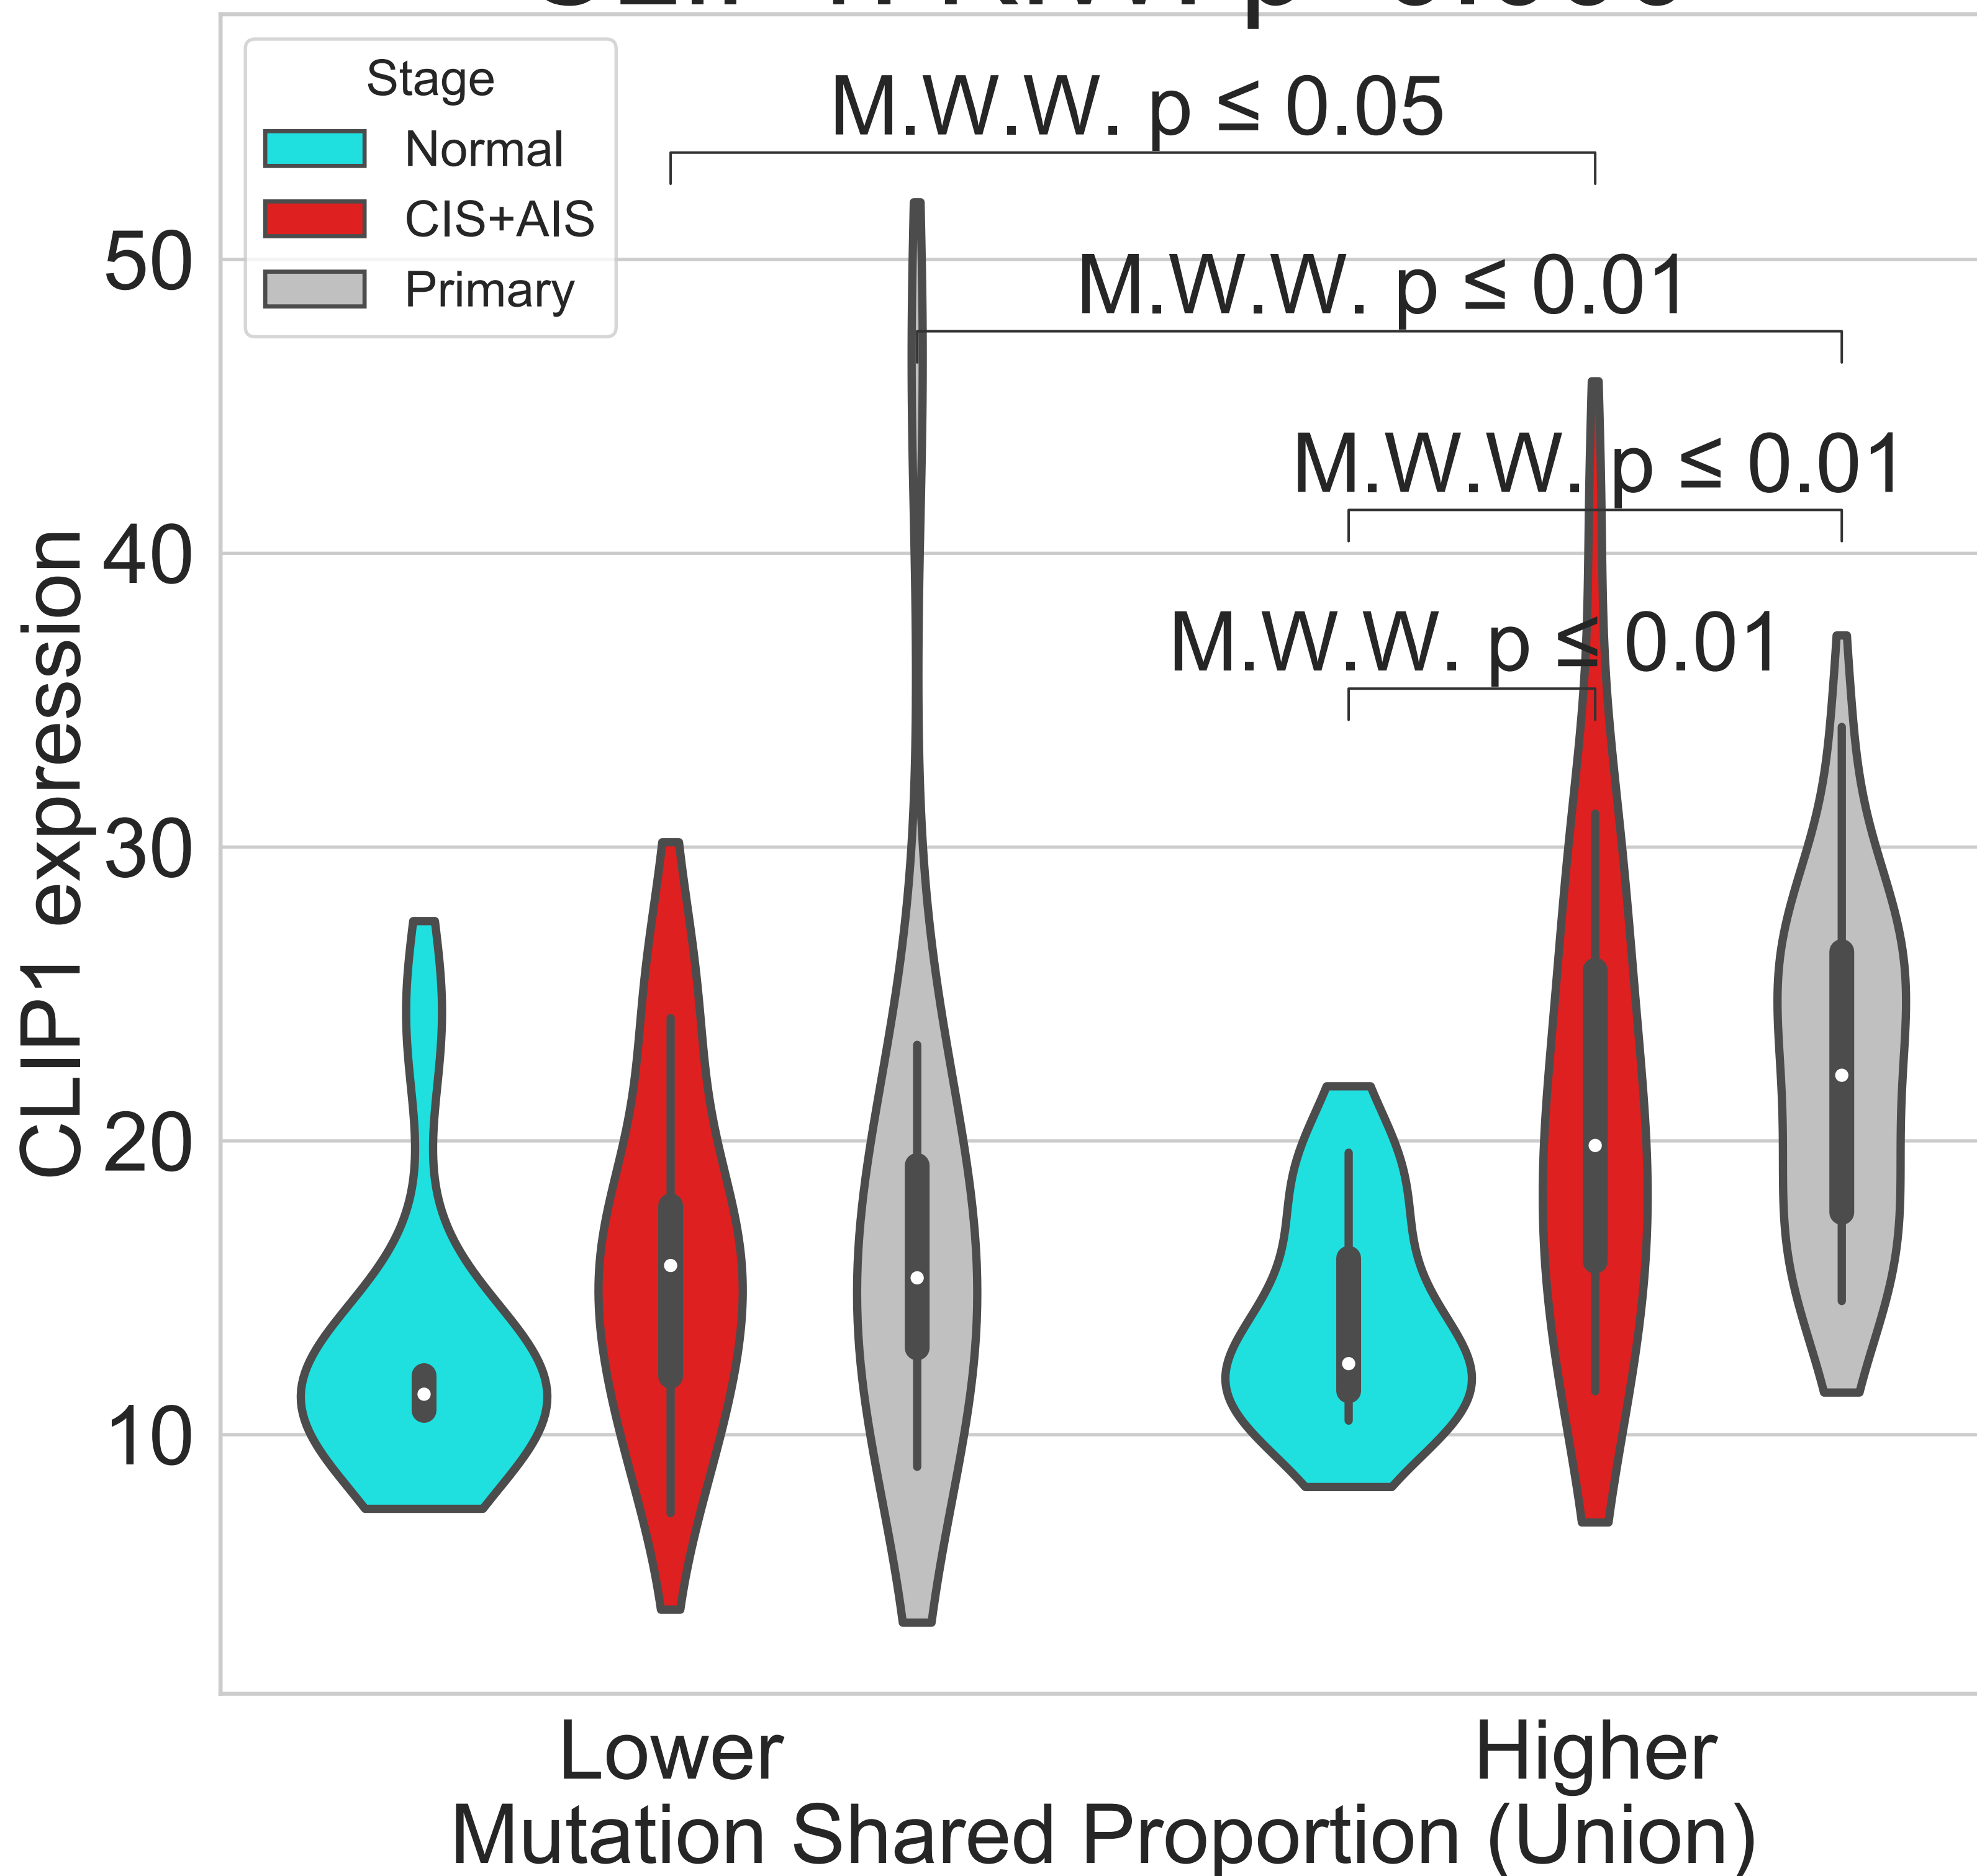 Stage
Normal
CIS+AIS
Primary
M.W.W. p ≤ 0.05
M.W.W. p ≤ 0.01
M.W.W. p ≤ 0.01
M.W.W. p ≤ 0.01
CLIP1 expression
50
40
30
20
10
Lower
Higher
Mutation Shared Proportion (Union)